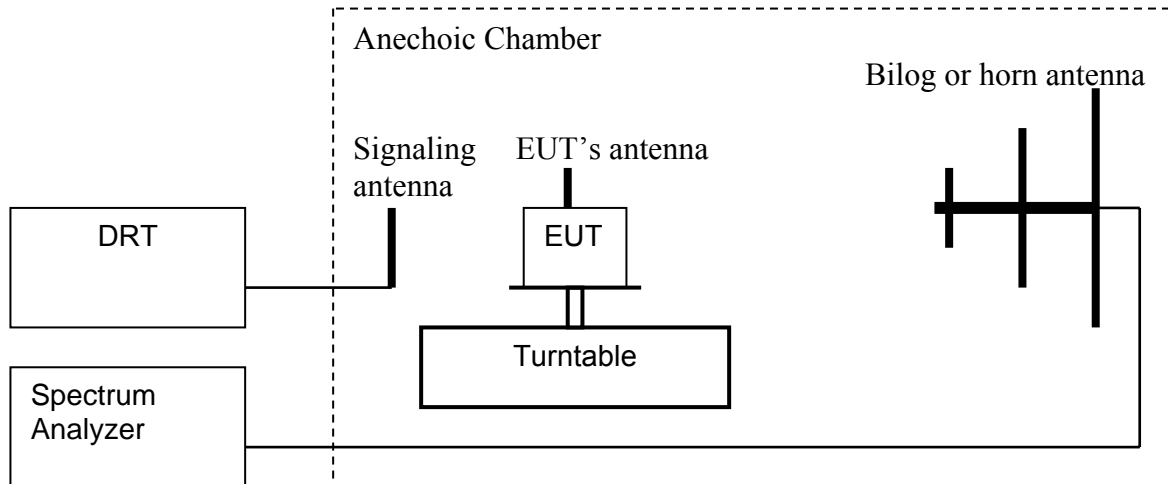 Anechoic Chamber
Bilog or horn antenna
Signaling
antenna
EUT’s antenna
DRT
EUT
Turntable
Spectrum
Analyzer